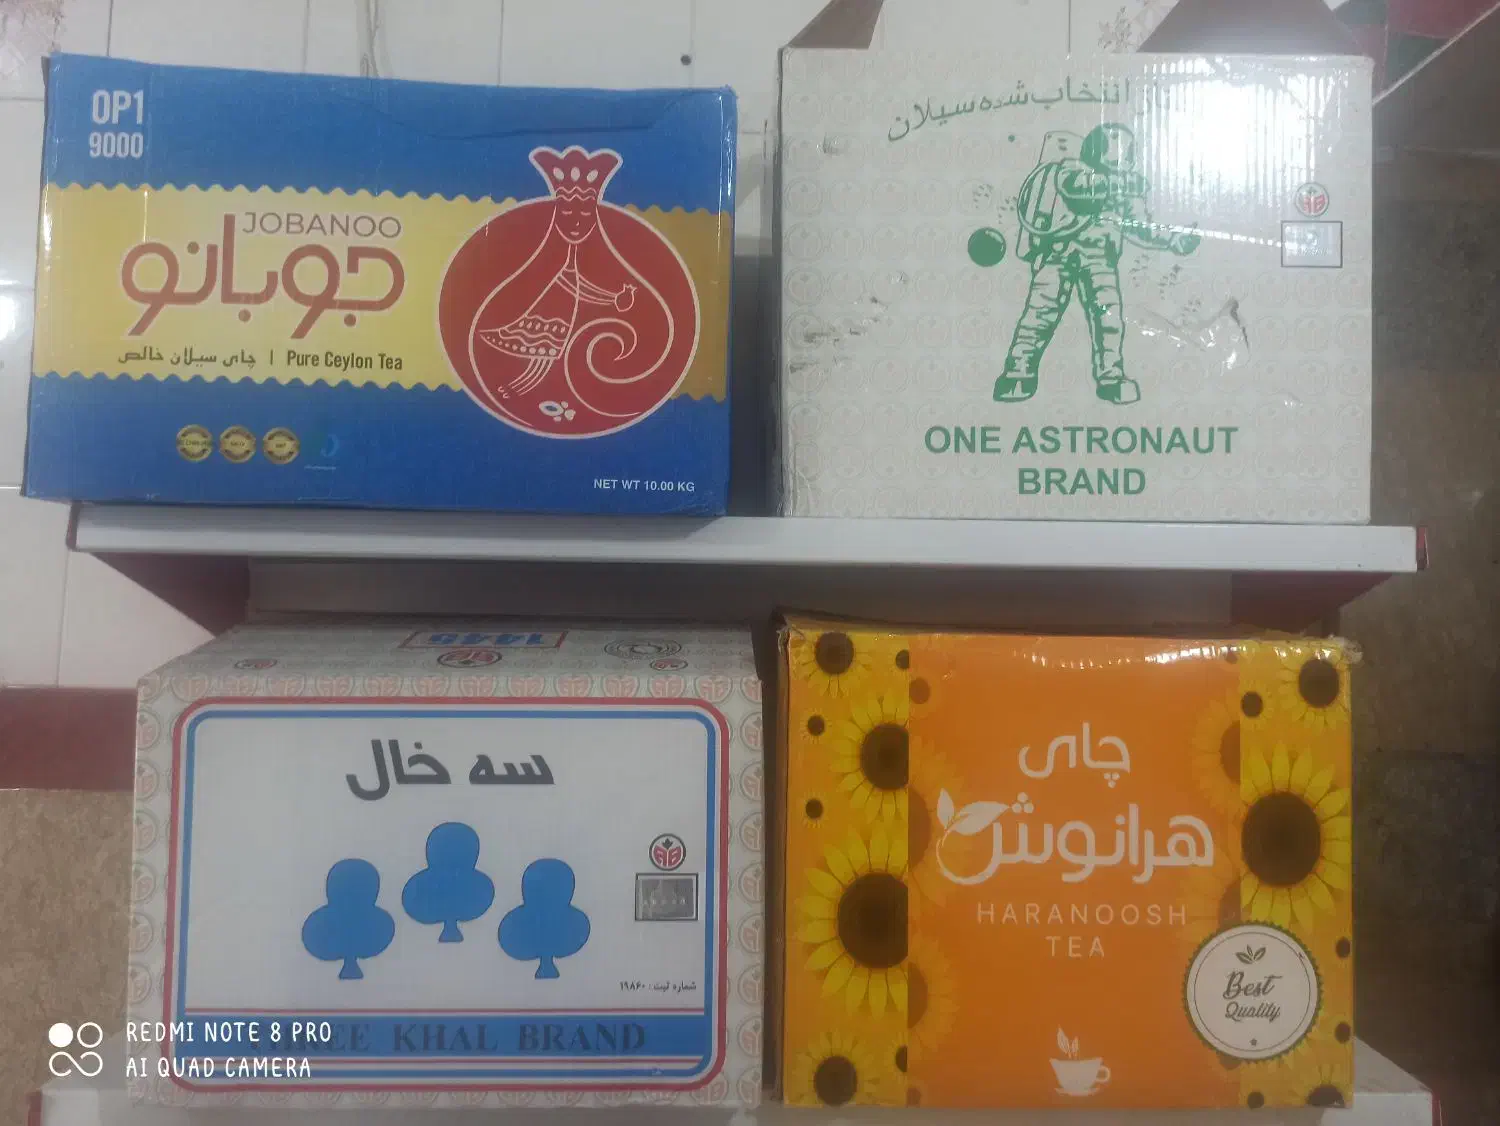 OP1
9000
JOBANOO
جوبانو
چای سیلان خالص | Pure Ceylon Tea
NET WT 10.00 KG
انتخاب شده سیلان
ONE ASTRONAUT
BRAND
1445
سه خال
شماره ثبت: ۱۹۸۶۰
KHAL BRAND
چای
هرانوش
HARANOOSH
TEA
Best
Quality
REDMI NOTE 8 PRO
AI QUAD CAMERA